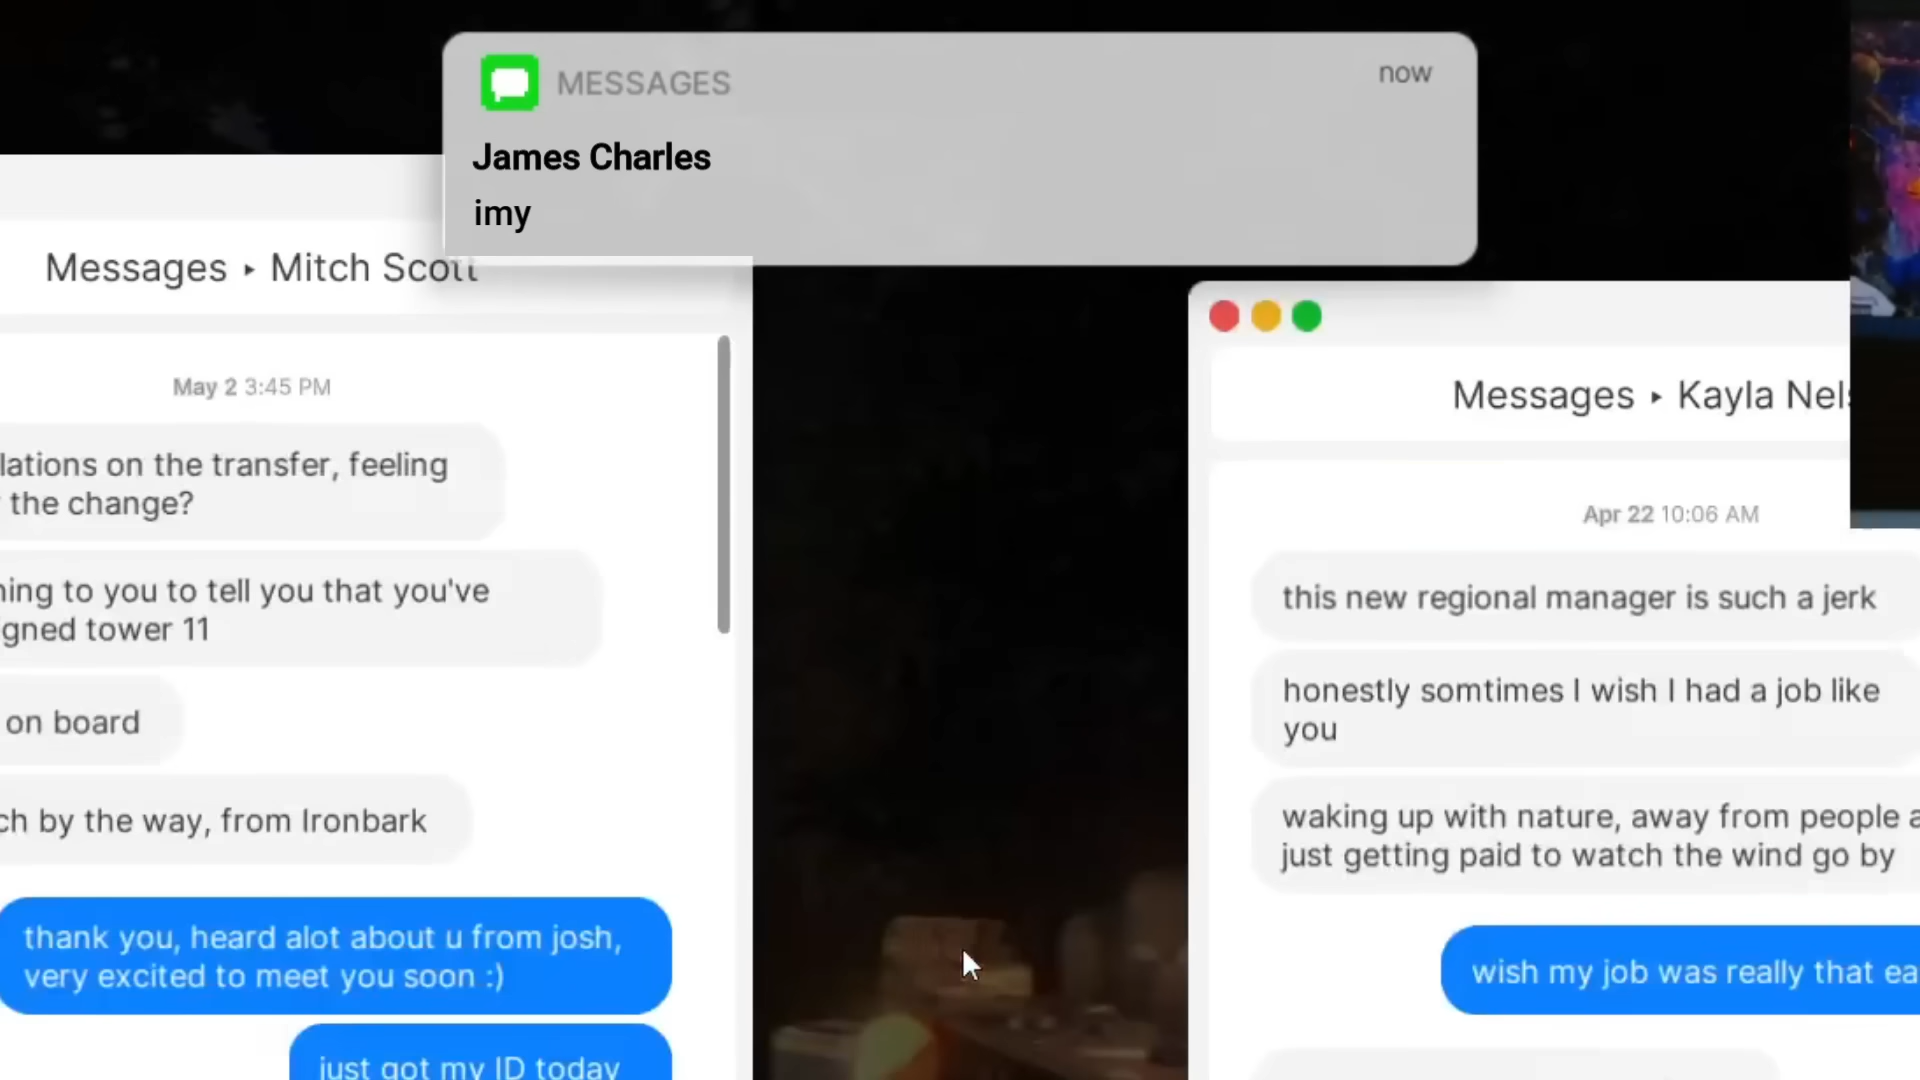 MESSAGES
now
James Charles
imy
Messages ▸ Mitch Scott
May 2 3:45 PM
lations on the transfer, feeling
the change?
ing to you to tell you that you've
igned tower 11
on board
ch by the way, from Ironbark
thank you, heard alot about u from josh,
very excited to meet you soon :)
just got my ID today
Messages ▸ Kayla Nels
Apr 22 10:06 AM
this new regional manager is such a jerk
honestly somtimes I wish I had a job like
you
waking up with nature, away from people a
just getting paid to watch the wind go by
wish my job was really that ea